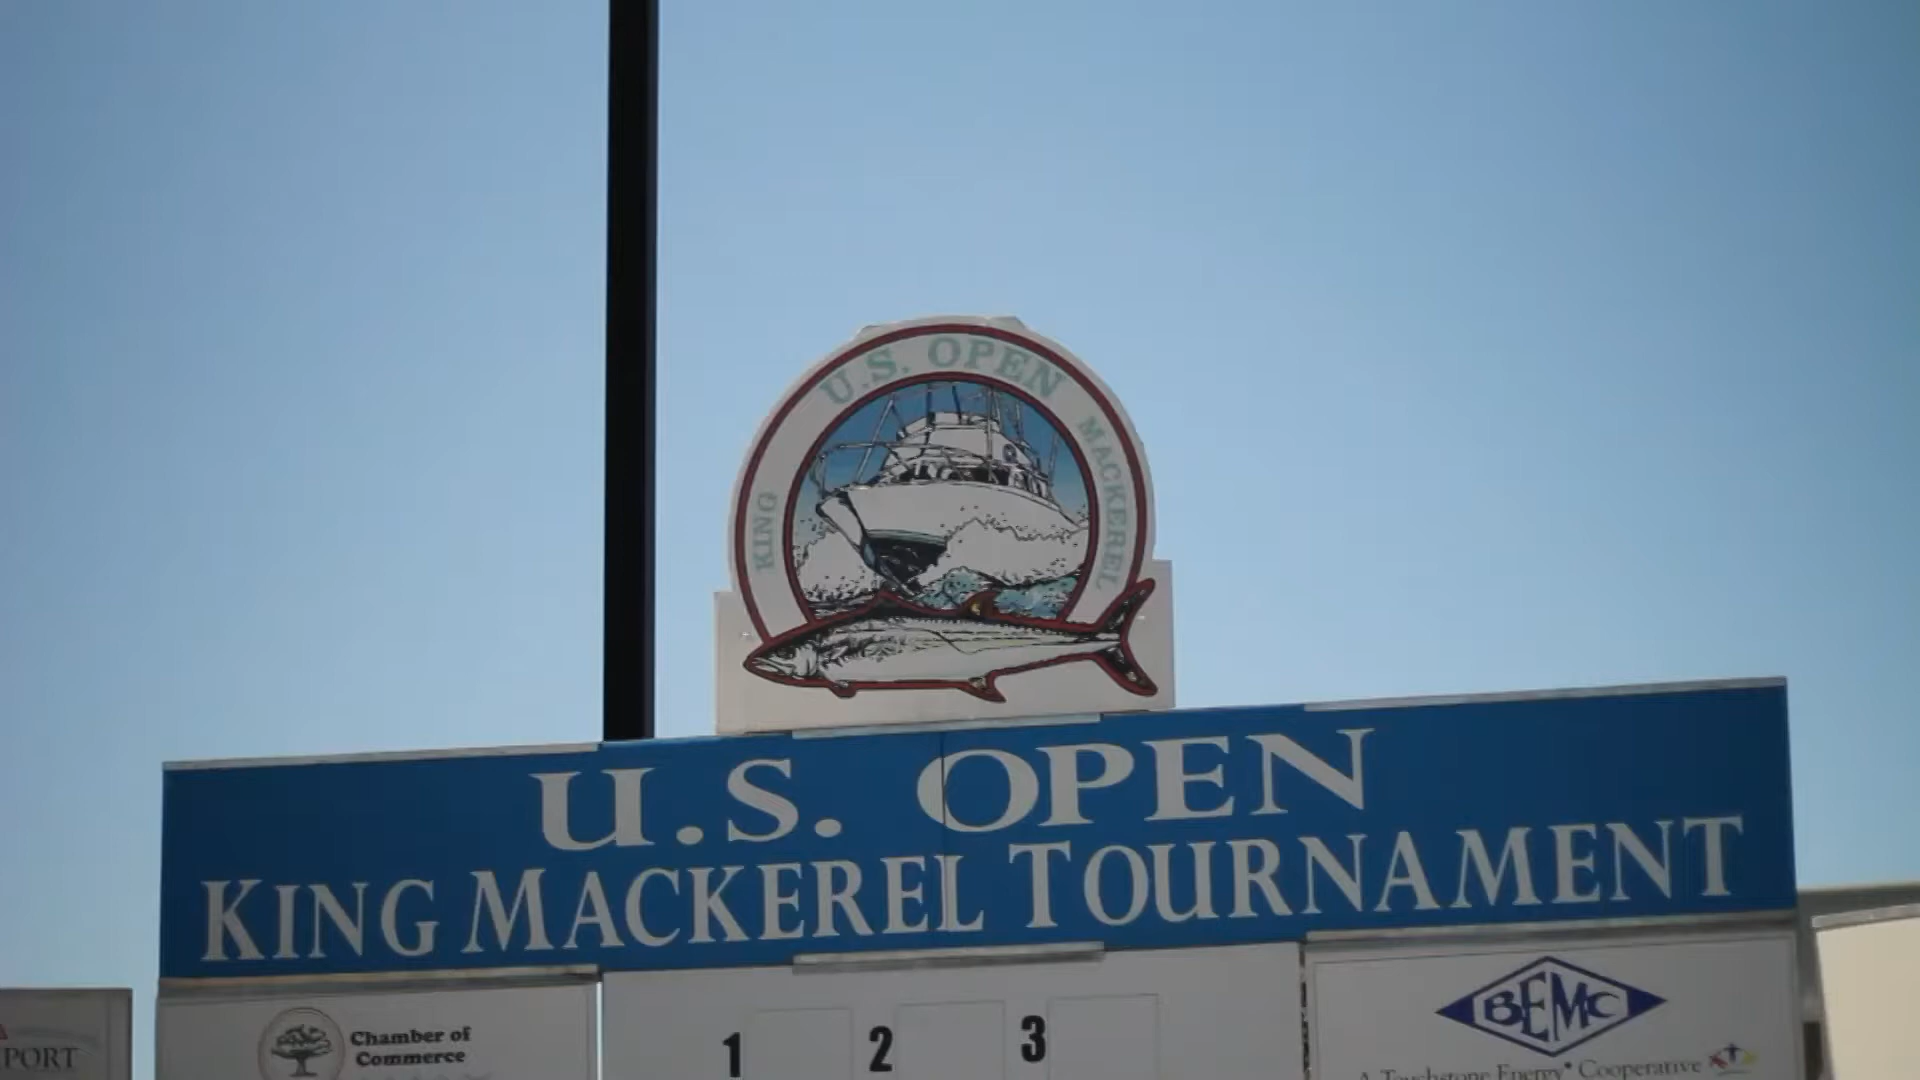 U.S. OPEN
KING
MACKEREL
U.S. OPEN
KING MACKEREL TOURNAMENT
PORT
Chamber of
Commerce
1 2 3
BEMC
A Touchstone Energy® Cooperative